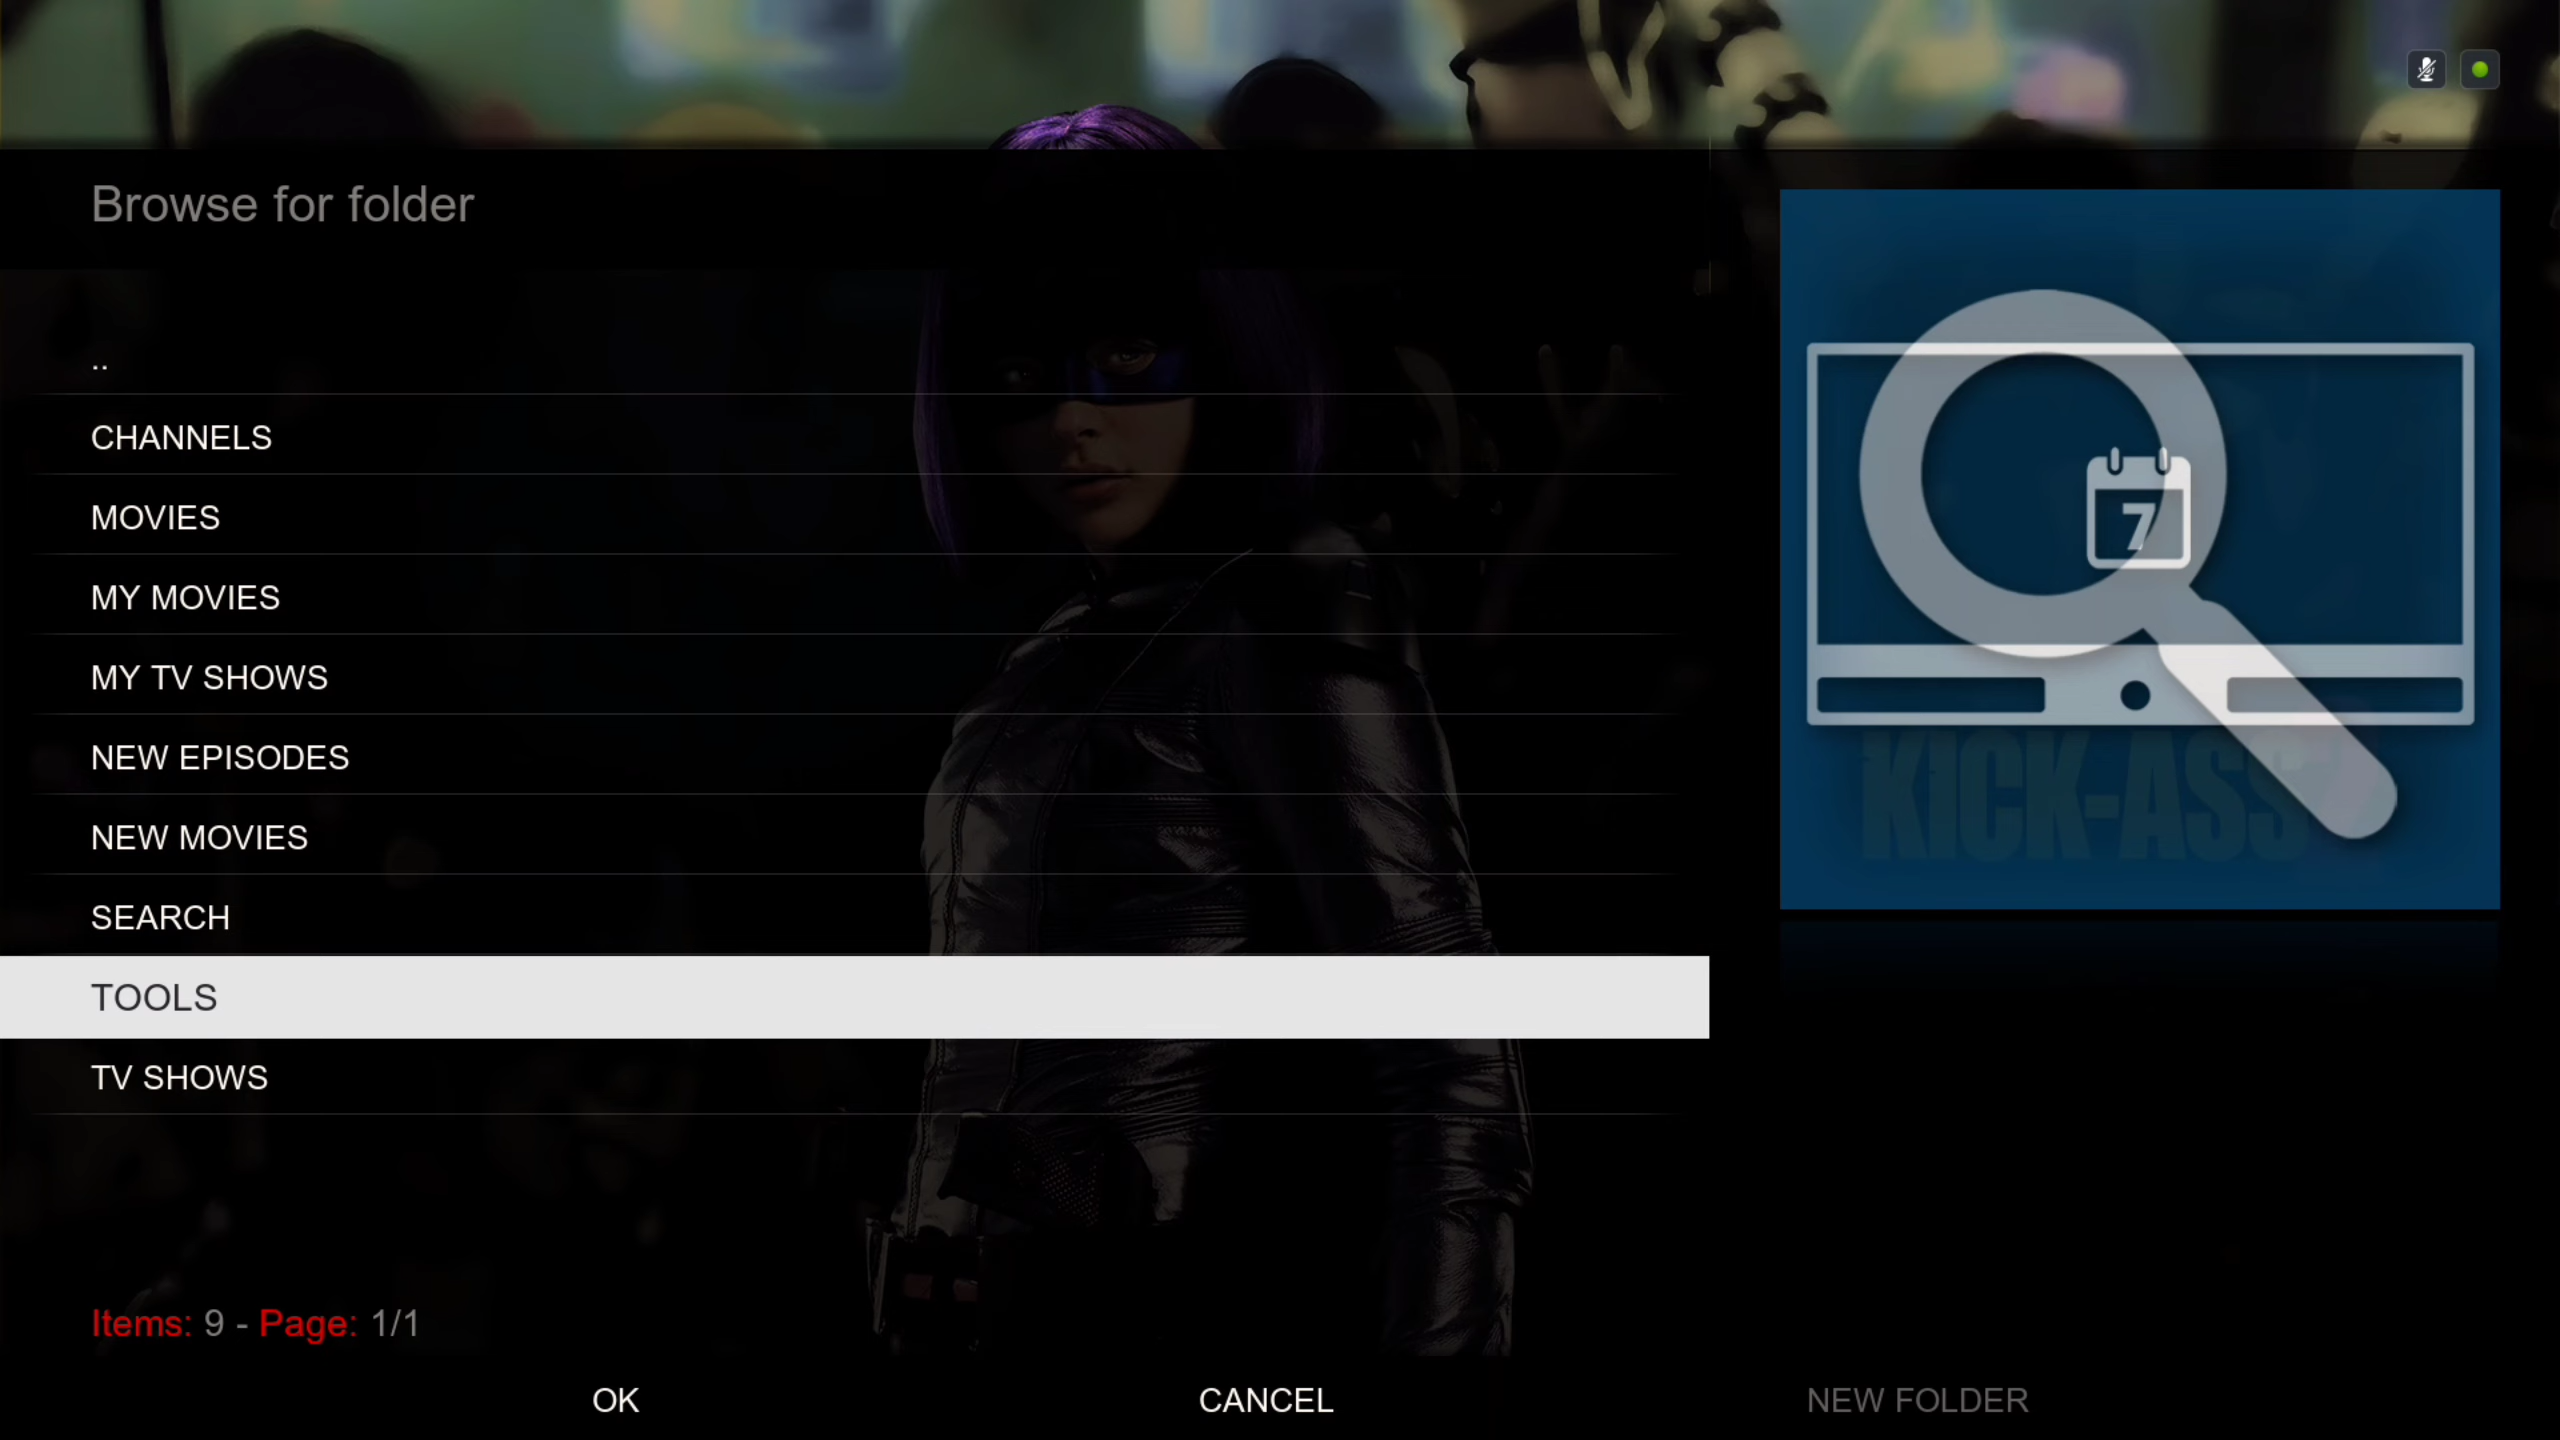 Browse for folder
..
CHANNELS
MOVIES
MY MOVIES
MY TV SHOWS
NEW EPISODES
NEW MOVIES
SEARCH
TOOLS
TV SHOWS
7
KICK-ASS
Items: 9 - Page: 1/1
OK
CANCEL
NEW FOLDER